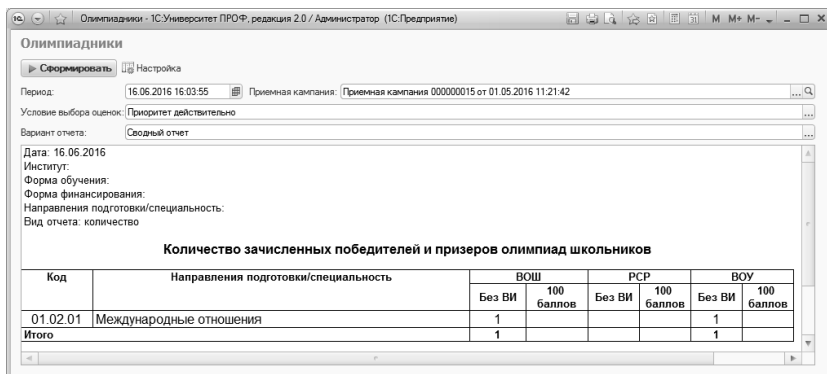 Олимпиадники - 1С:Университет ПРОФ, редакция 2.0 / Администратор (1С:Предприятие) M M+ M-
Олимпиадники
Сформировать Настройка
Период: 16.06.2016 16:03:55 Приемная кампания: Приемная кампания 000000015 от 01.05.2016 11:21:42
Условие выбора оценок: Приоритет действительно
Вариант отчета: Сводный отчет
Дата: 16.06.2016
Институт:
Форма обучения:
Форма финансирования:
Направления подготовки/специальность:
Вид отчета: количество
Количество зачисленных победителей и призеров олимпиад школьников
Код Направления подготовки/специальность ВОШ РСР ВОУ
Без ВИ 100 баллов Без ВИ 100 баллов Без ВИ 100 баллов
01.02.01 Международные отношения 1 1
Итого 1 1